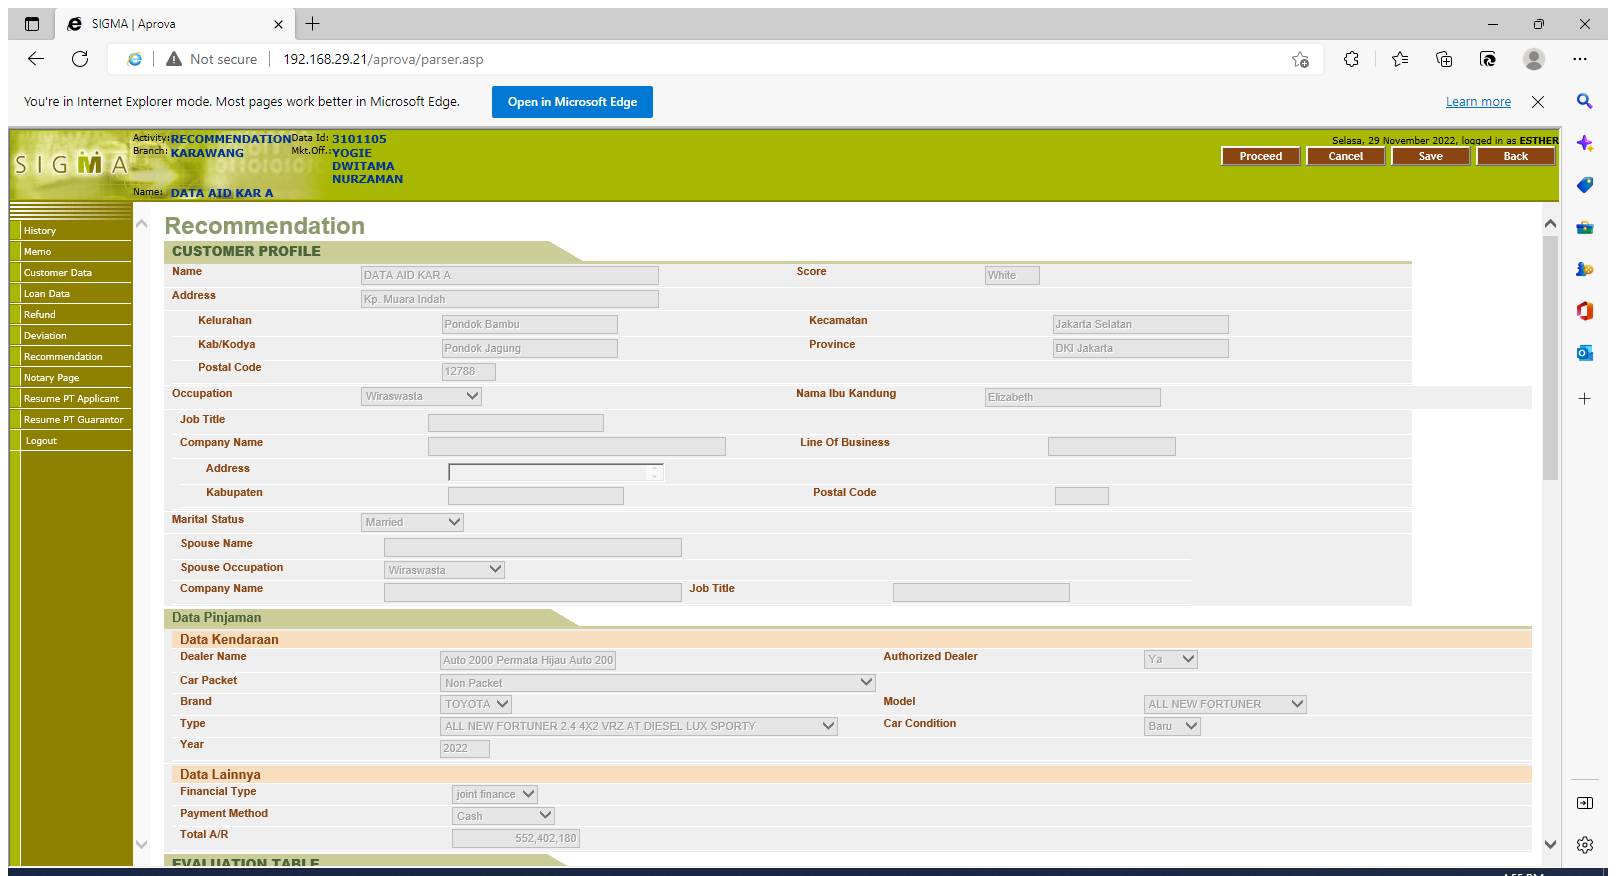 SIGMA | Aprova
Not secure 192.168.29.21/aprova/parser.asp
You're in Internet Explorer mode. Most pages work better in Microsoft Edge. Open in Microsoft Edge Learn more
SIGMA
Activity: RECOMMENDATION Data Id: 3101105
Branch: KARAWANG Mkt.Off.: YOGIE
DWITAMA
NURZAMAN
Name: DATA AID KAR A
Selasa, 29 November 2022, logged in as ESTHER
Proceed Cancel Save Back
History
Memo
Customer Data
Loan Data
Refund
Deviation
Recommendation
Notary Page
Resume PT Applicant
Resume PT Guarantor
Logout
Recommendation
CUSTOMER PROFILE
Name DATA AID KAR A Score White
Address Kp. Muara Indah
Kelurahan Pondok Bambu Kecamatan Jakarta Selatan
Kab/Kodya Pondok Jagung Province DKI Jakarta
Postal Code 12788
Occupation Wiraswasta Nama Ibu Kandung Elizabeth
Job Title
Company Name Line Of Business
Address
Kabupaten Postal Code
Marital Status Married
Spouse Name
Spouse Occupation Wiraswasta
Company Name Job Title
Data Pinjaman
Data Kendaraan
Dealer Name Auto 2000 Permata Hijau Auto 200 Authorized Dealer Ya
Car Packet Non Packet
Brand TOYOTA Model ALL NEW FORTUNER
Type ALL NEW FORTUNER 2.4 4X2 VRZ AT DIESEL LUX SPORTY Car Condition Baru
Year 2022
Data Lainnya
Financial Type joint finance
Payment Method Cash
Total A/R 552,402,180
EVALUATION TABLE